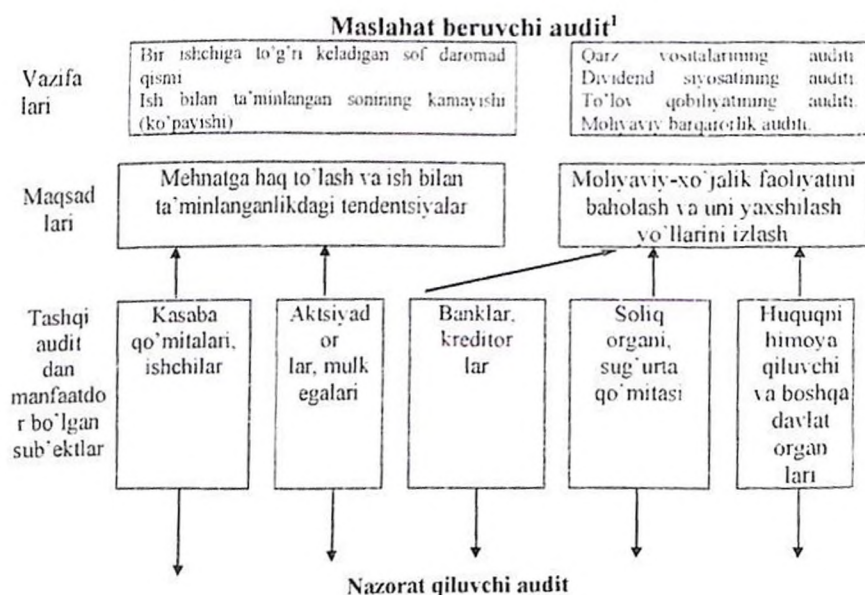 Maslahat beruvchi audit¹
Vazifa
lari
Bir ishchiga to'g'ri keladigan sof daromad
qismi
Ish bilan ta'minlangan sonining kamayishi
(ko'payishi)
Qarz vositalarining auditi
Dividend siyosatining auditi.
To'lov qobiliyatining auditi.
Moliyaviy barqarorlik auditi.
Maqsad
lari
Mehnatga haq to`lash va ish bilan
ta'minlanganlikdagi tendentsiyalar
Moliyaviy-xo`jalik faoliyatini
baholash va uni yaxshilash
yo`llarini izlash
Tashqi
audit
dan
manfaatdo
r bo`lgan
sub`ektlar
Kasaba
qo`mitalari,
ishchilar
Aktsiyad
or
lar, mulk
egalari
Banklar,
kreditor
lar
Soliq
organi,
sug`urta
qo`mitasi
Huquqni
himoya
qiluvchi
va boshqa
davlat
organ
lari
Nazorat qiluvchi audit